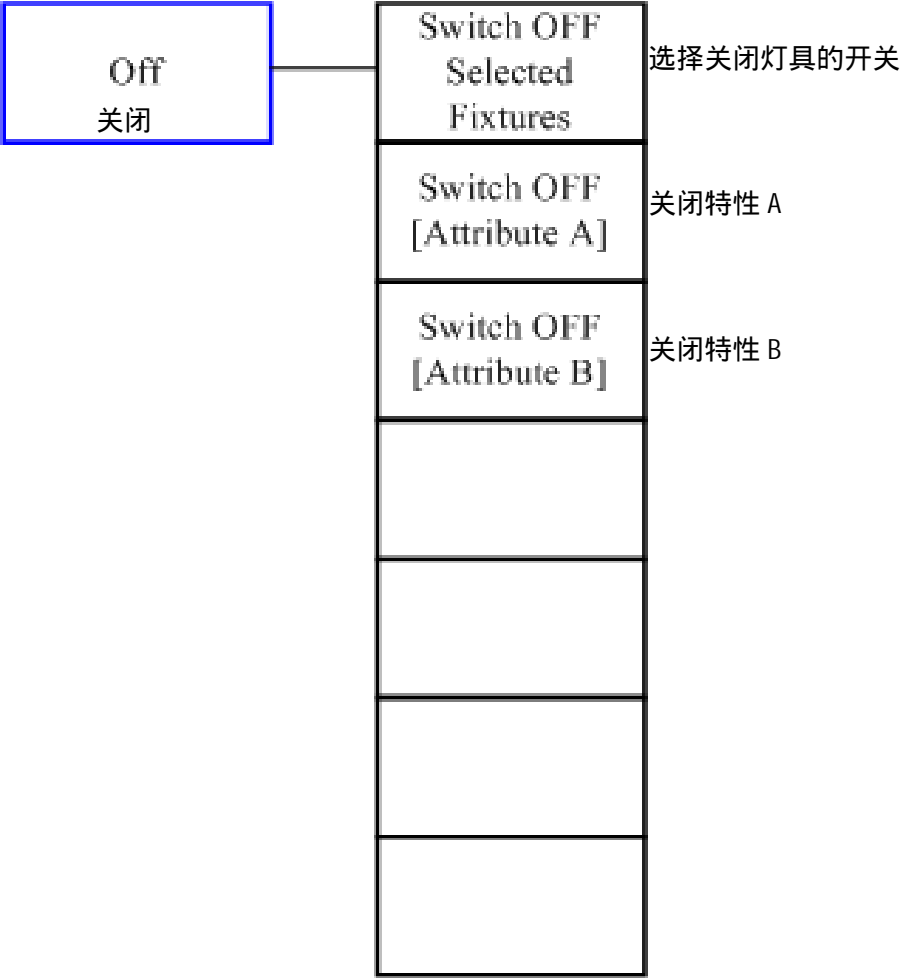 Off
关闭
Switch OFF
Selected
Fixtures
选择关闭灯具的开关
Switch OFF
[Attribute A]
关闭特性 A
Switch OFF
[Attribute B]
关闭特性 B